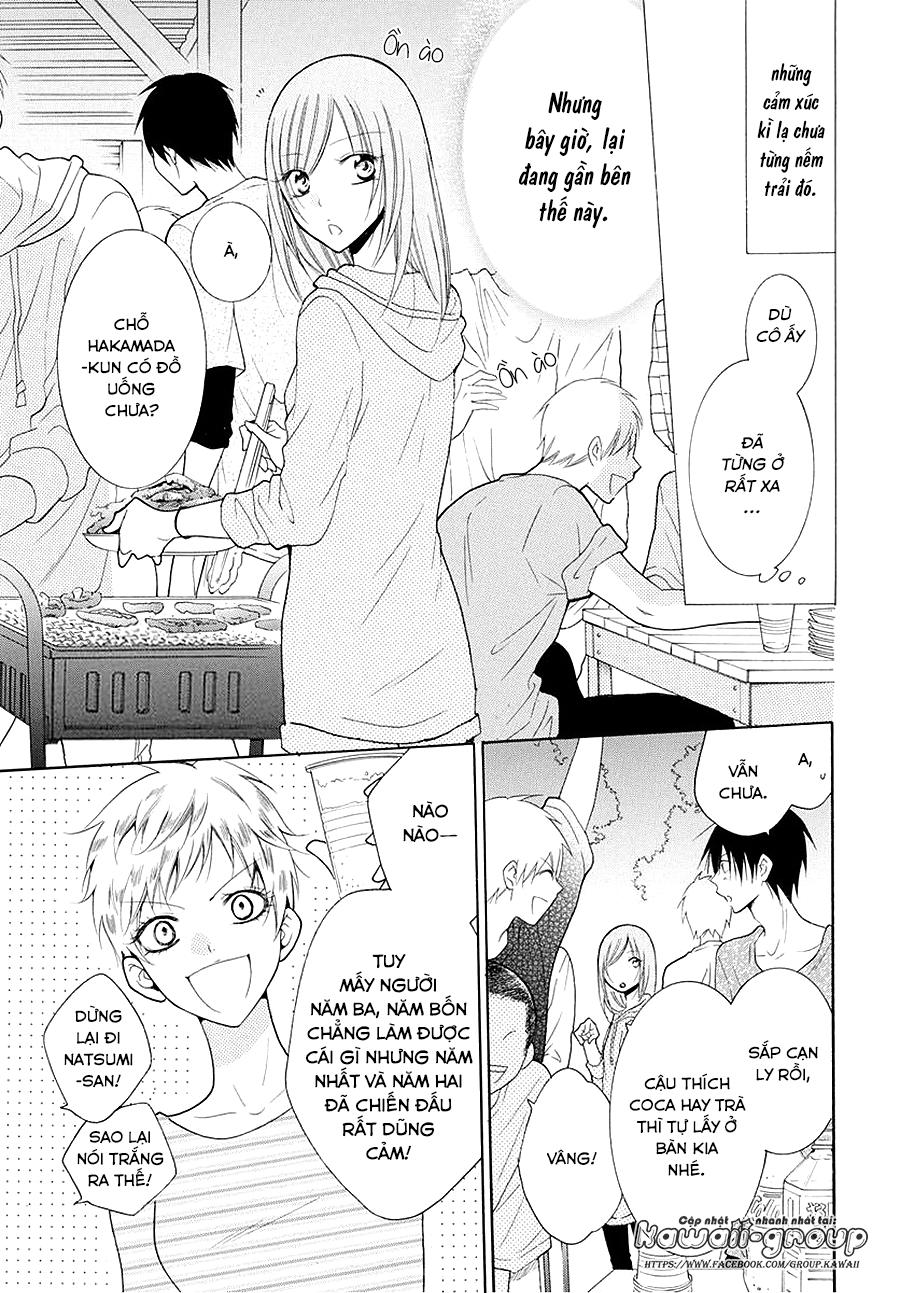 những
cảm xúc
kì lạ chưa
từng nếm
trải đó.
Nhưng
bây giờ, lại
đang gần bên
thế này.
Ồn ào
Ồn ào
DÙ
CÔ ẤY
ĐÃ
TỪNG Ở
RẤT XA
...
À,
CHỖ
HAKAMADA
-KUN CÓ ĐỒ
UỐNG
CHƯA?
A,
VẪN
CHƯA.
SẮP CẠN
LY RỒI,
CẬU THÍCH
COCA HAY TRÀ
THÌ TỰ LẤY Ở
BÀN KIA
NHÉ.
VÂNG!
NÀO
NÀO—
TUY
MẤY NGƯỜI
NĂM BA, NĂM BỐN
CHẲNG LÀM ĐƯỢC
CÁI GÌ NHƯNG NĂM
NHẤT VÀ NĂM HAI
ĐÃ CHIẾN ĐẤU
RẤT DŨNG
CẢM!
DỪNG
LẠI ĐI
NATSUMI
-SAN!
SAO LẠI
NÓI TRẮNG
RA THẾ!
Cập nhật nhanh nhất tại:
kawaii-group
HTTPS://WWW.FACEBOOK.COM/GROUP.KAWAII